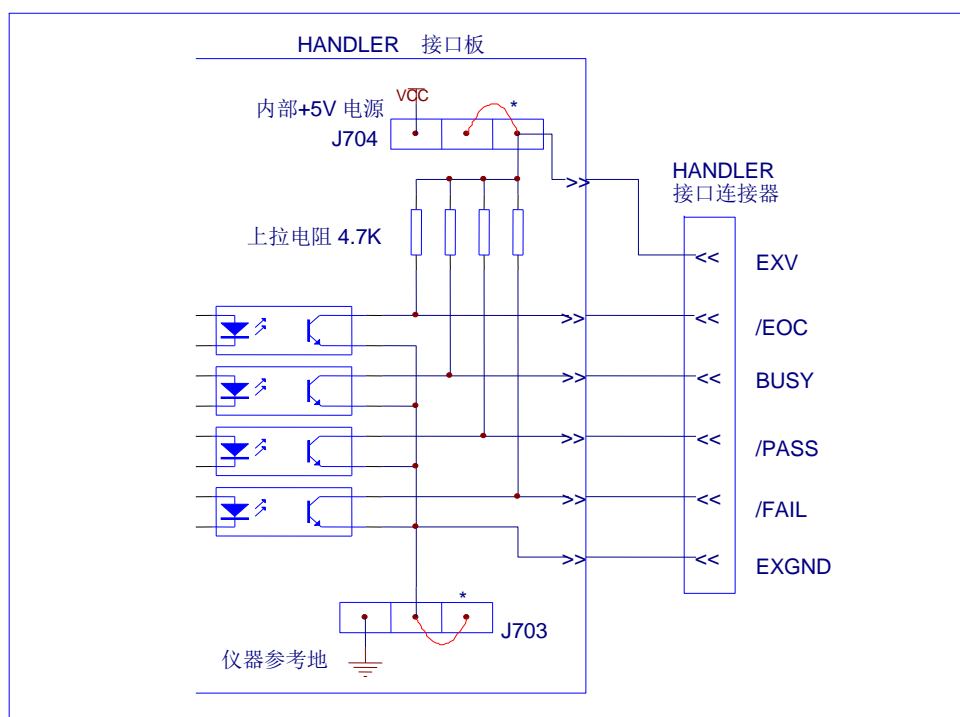 HANDLER 接口板
VCC
内部+5V 电源
*
J704
HANDLER
接口连接器
>>
上拉电阻 4.7K
<<
EXV
>>
<<
/EOC
>>
<<
BUSY
>>
<<
/PASS
>>
<<
/FAIL
>>
<<
EXGND
*
J703
仪器参考地